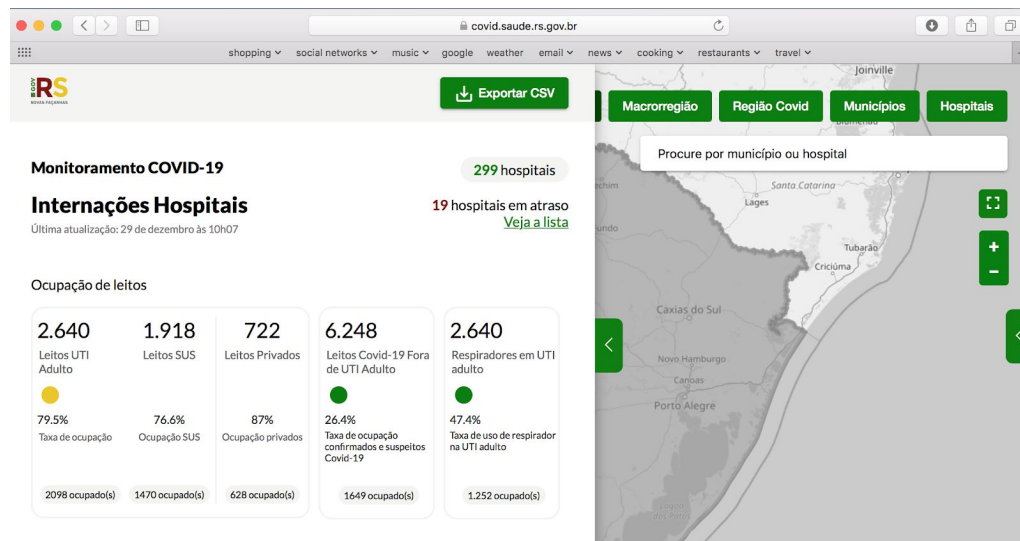 covid.saude.rs.gov.br
shopping social networks music google weather email news cooking restaurants travel
GOV RS
NOVAS FAÇANHAS
Exportar CSV
Macrorregião Região Covid Municípios Hospitais
Procure por município ou hospital
Monitoramento COVID-19
299 hospitais
Internações Hospitais
19 hospitais em atraso
Última atualização: 29 de dezembro às 10h07
Veja a lista
Ocupação de leitos
2.640
Leitos UTI
Adulto
79.5%
Taxa de ocupação
2098 ocupado(s)
1.918
Leitos SUS
76.6%
Ocupação SUS
1470 ocupado(s)
722
Leitos Privados
87%
Ocupação privados
628 ocupado(s)
6.248
Leitos Covid-19 Fora
de UTI Adulto
26.4%
Taxa de ocupação
confirmados e suspeitos
Covid-19
1649 ocupado(s)
2.640
Respiradores em UTI
adulto
47.4%
Taxa de uso de respirador
na UTI adulto
1.252 ocupado(s)
Joinville
Blumenau
Santa Catarina
Lages
Tubarão
Criciúma
Caxias do Sul
Novo Hamburgo
Canoas
Porto Alegre
Lagoa
dos Patos